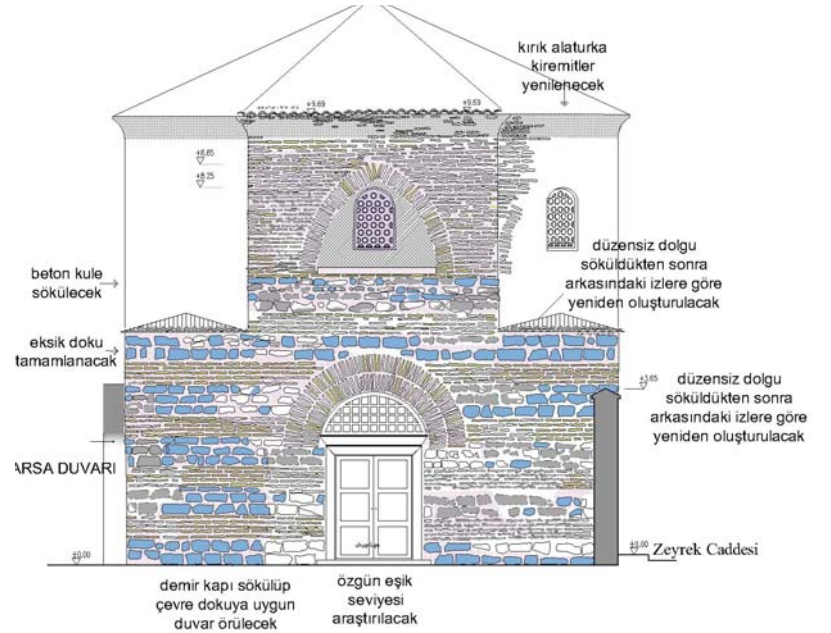 kırık alaturka
kiremitler
yenilenecek
+9.69
+9.69
+8.65
+8.25
düzensiz dolgu
söküldükten sonra
arkasındaki izlere göre
yeniden oluşturulacak
beton kule
sökülecek
eksik doku
tamamlanacak
+3.65
düzensiz dolgu
söküldükten sonra
arkasındaki izlere göre
yeniden oluşturulacak
ARSA DUVARI
±0.00
±0.00
Zeyrek Caddesi
demir kapı sökülüp
çevre dokuya uygun
duvar örülecek
özgün eşik
seviyesi
araştırılacak